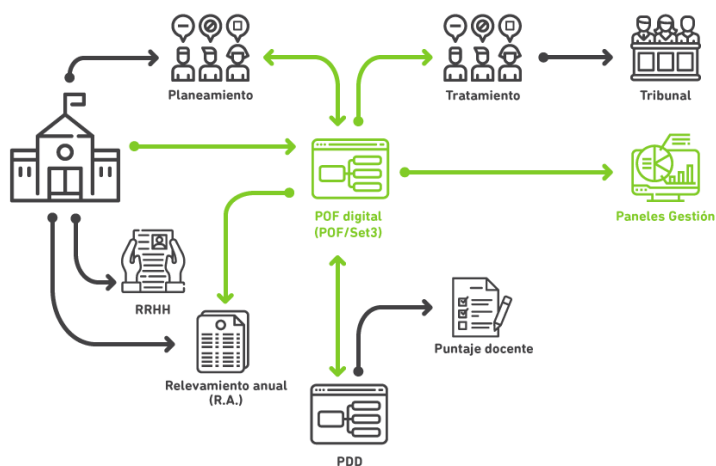 Planeamiento
Tratamiento
Tribunal
POF digital
(POF/Set3)
Paneles Gestión
RRHH
Puntaje docente
Relevamiento anual
(R.A.)
PDD